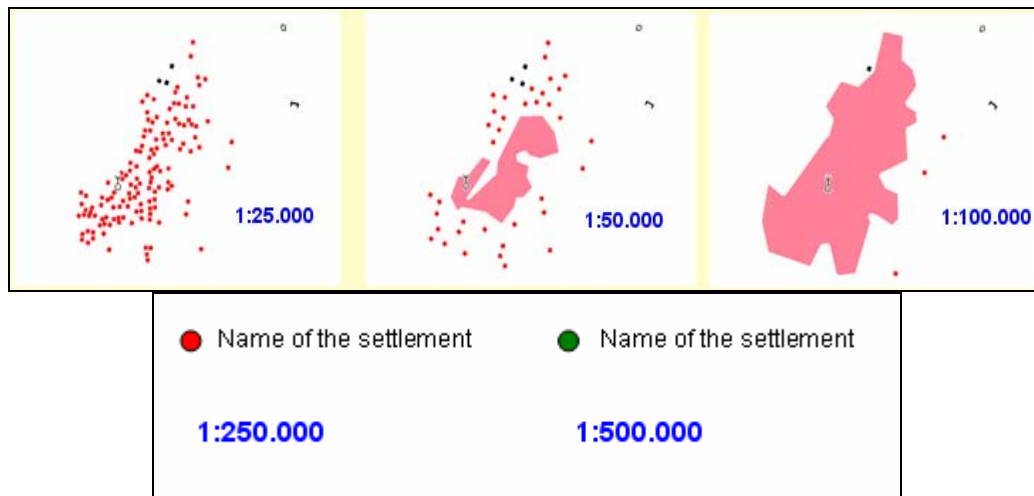 1:25.000
1:50.000
1:100.000
Name of the settlement
Name of the settlement
1:250.000
1:500.000